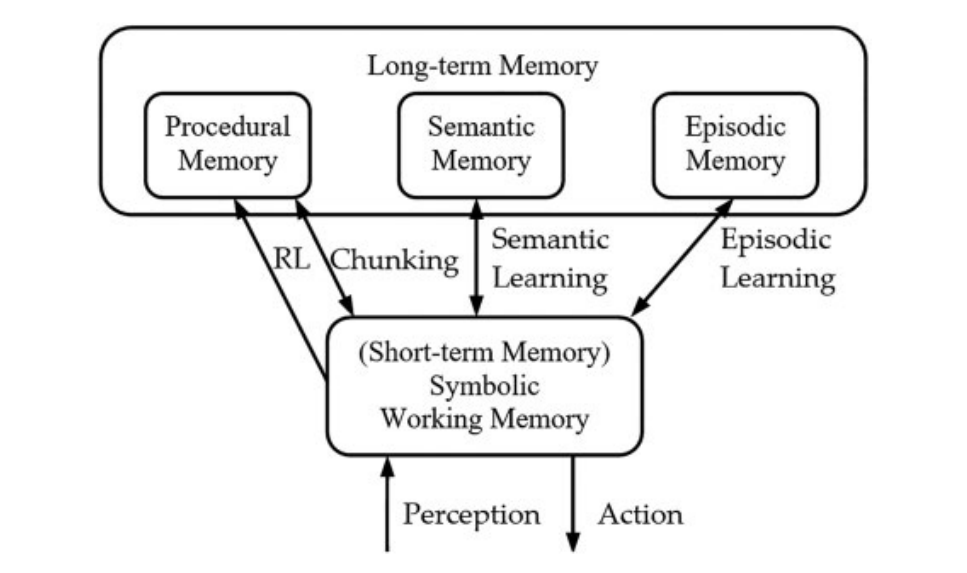 Long-term Memory
Procedural
Memory
Semantic
Memory
Episodic
Memory
RL
Chunking
Semantic
Learning
Episodic
Learning
(Short-term Memory)
Symbolic
Working Memory
Perception
Action